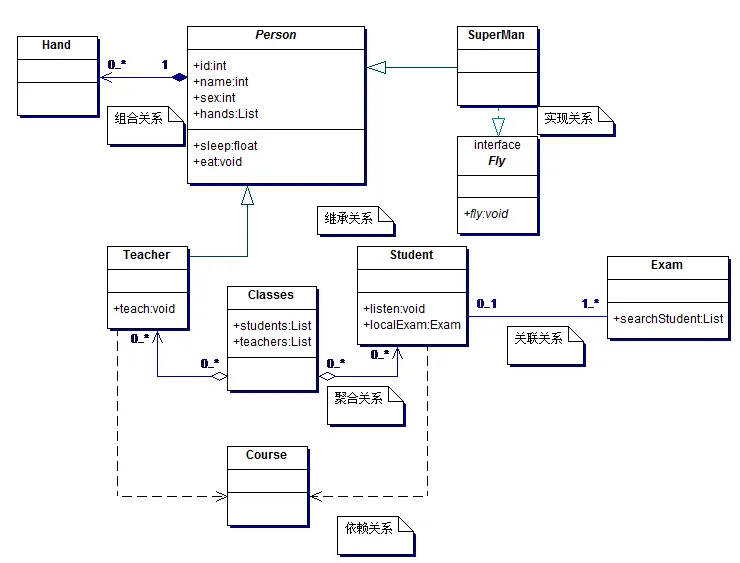 Hand
Person
SuperMan
+id:int
+name:int
+sex:int
+hands:List
0..*
1
组合关系
实现关系
+sleep:float
+eat:void
interface
Fly
+fly:void
继承关系
Teacher
Student
Exam
+teach:void
Classes
+listen:void
+localExam:Exam
0..1
1..*
+searchStudent:List
+students:List
+teachers:List
关联关系
0..*
0..*
0..*
0..*
聚合关系
Course
依赖关系